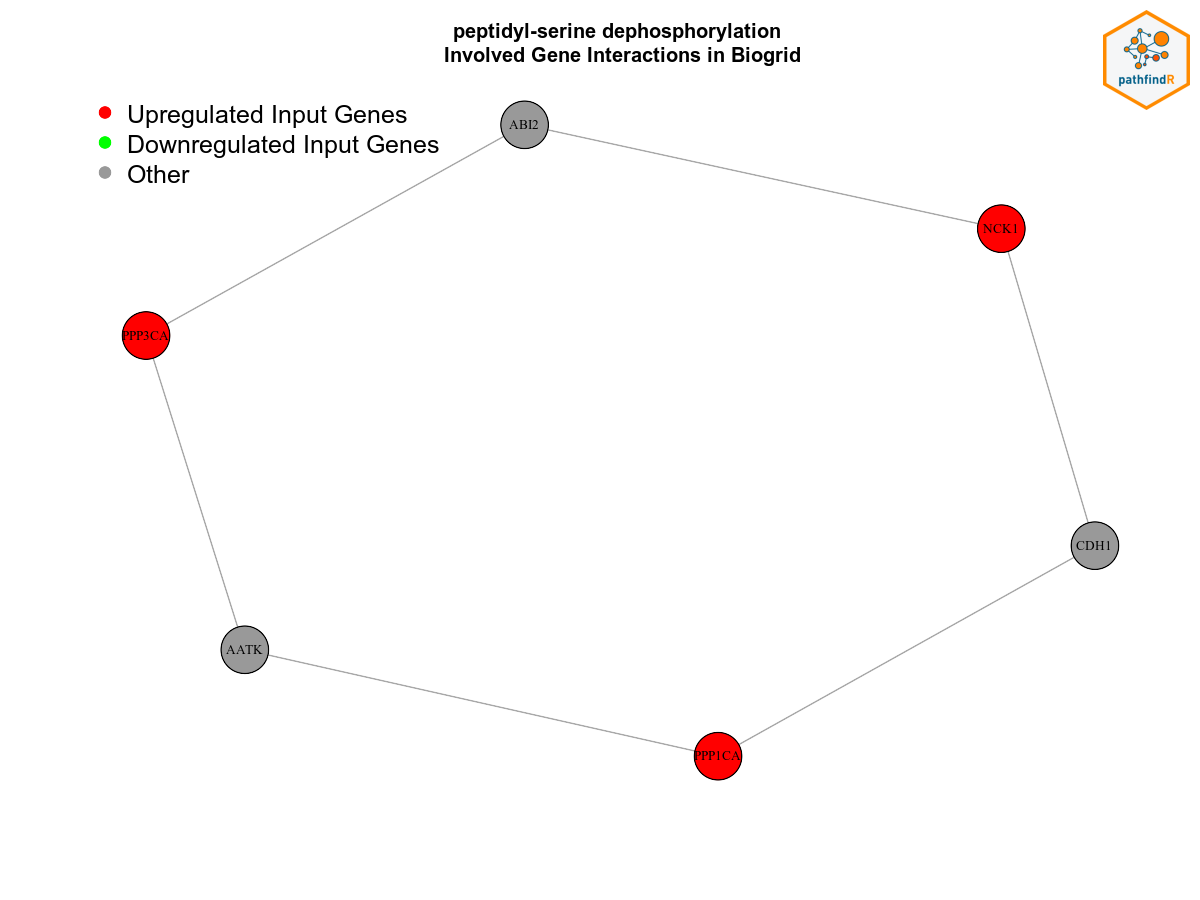 peptidyl-serine dephosphorylation
Involved Gene Interactions in Biogrid
pathfindR
Upregulated Input Genes
Downregulated Input Genes
Other
ABI2
NCK1
PPP3CA
CDH1
AATK
PPP1CA